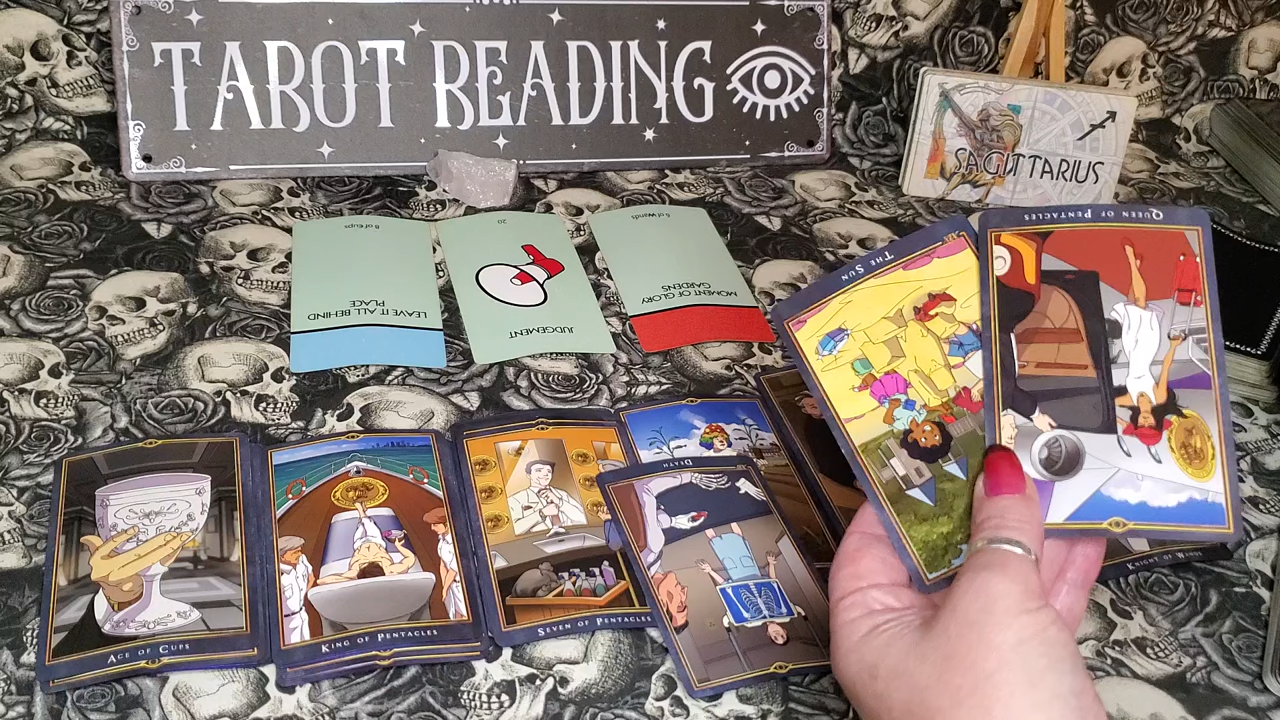 TAROT READING
SAGITTARIUS
8 of Cups
LEAVE IT ALL BEHIND
PLACE
20
JUDGEMENT
6 of Wands
MOMENT OF GLORY
GARDENS
THE SUN
QUEEN OF PENTACLES
ACE OF CUPS
KING OF PENTACLES
SEVEN OF PENTACLES
DEATH
KNIGHT OF WANDS